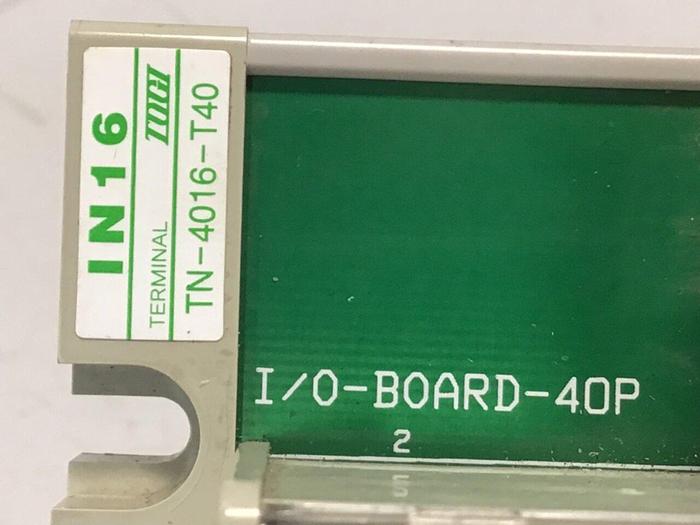 IN16
TERMINAL TOGI
TN-4016-T40
I/O-BOARD-40P
2